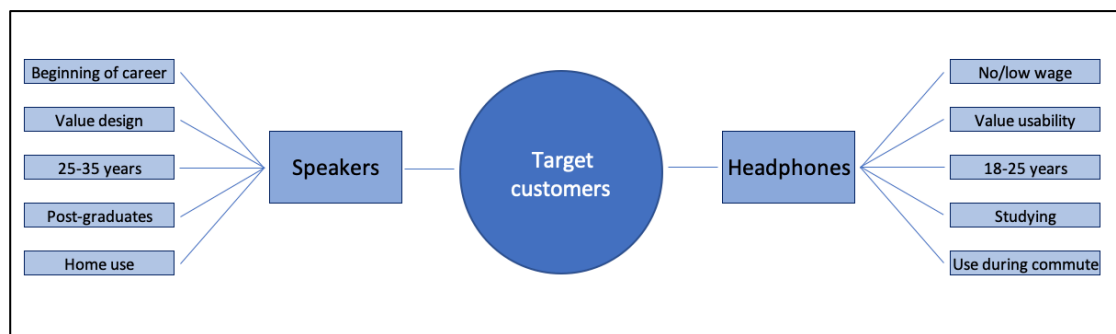 Beginning of career
Value design
25-35 years
Post-graduates
Home use
Speakers
Target
customers
Headphones
No/low wage
Value usability
18-25 years
Studying
Use during commute